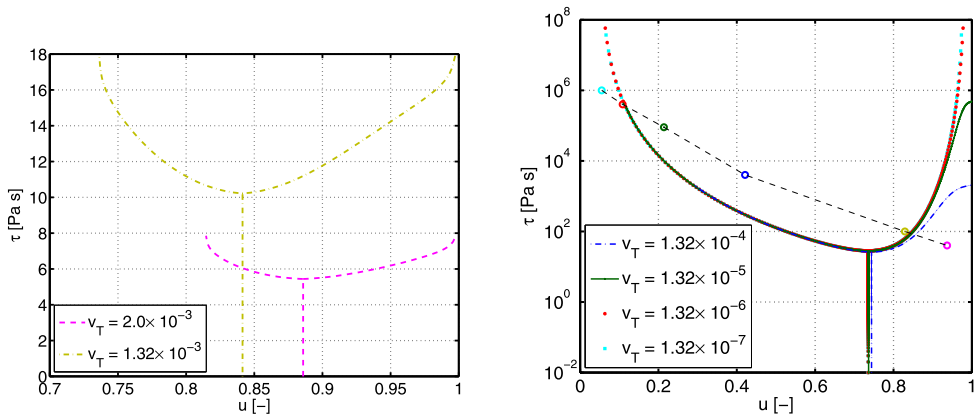 18
16
14
12
10
8
6
4
2
0
τ [Pa s]
v_T = 2.0× 10^-3
v_T = 1.32× 10^-3
0.7 0.75 0.8 0.85 0.9 0.95 1
u [–]
10^8
10^6
10^4
10^2
10^0
10^-2
τ [Pa s]
v_T = 1.32× 10^-4
v_T = 1.32× 10^-5
v_T = 1.32× 10^-6
v_T = 1.32× 10^-7
0 0.2 0.4 0.6 0.8 1
u [–]